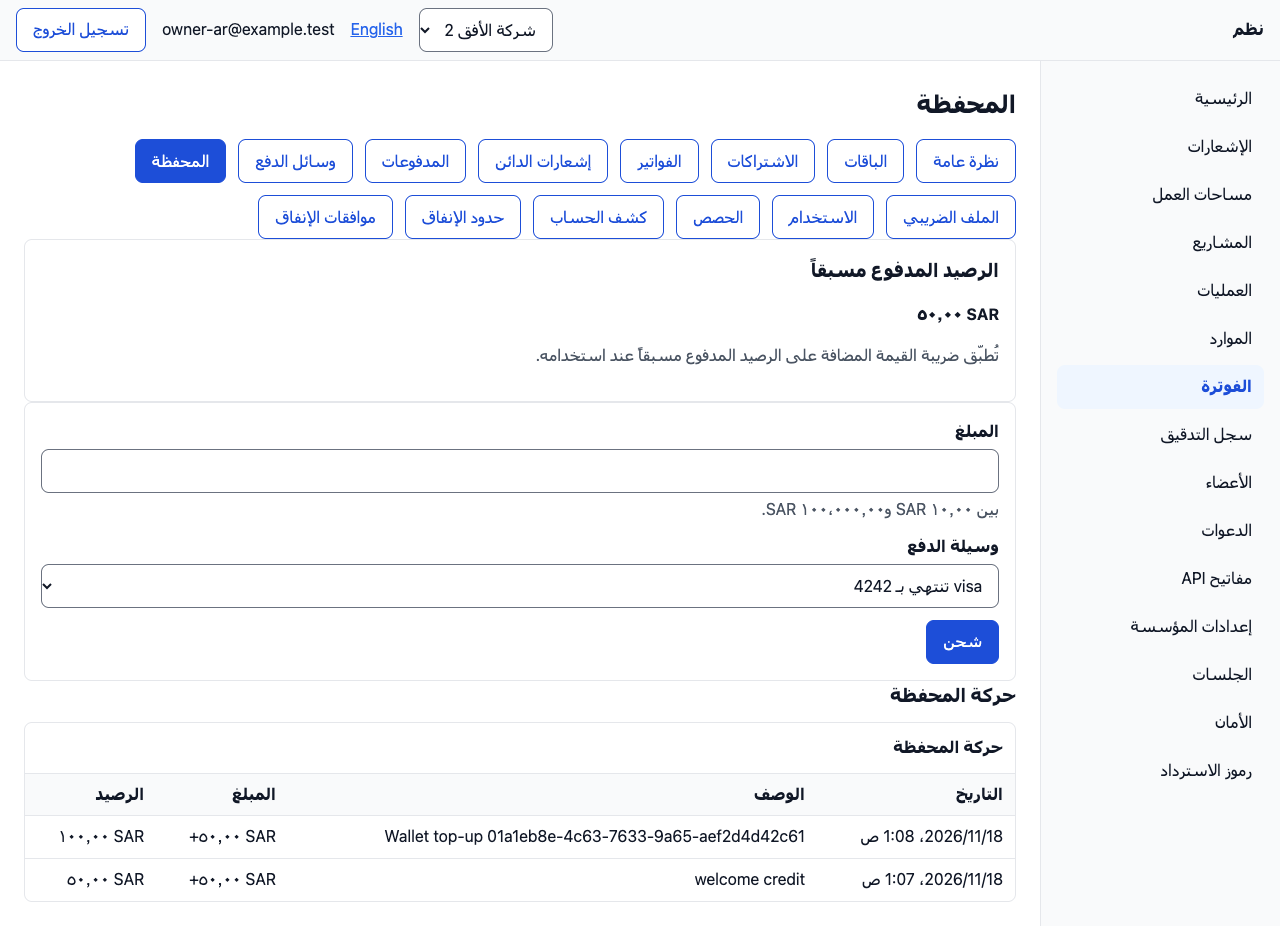 نظم
شركة الأفق 2
English
owner-ar@example.test
تسجيل الخروج
الرئيسية
الإشعارات
مساحات العمل
المشاريع
العمليات
الموارد
الفوترة
سجل التدقيق
الأعضاء
الدعوات
مفاتيح API
إعدادات المؤسسة
الجلسات
الأمان
رموز الاسترداد
المحفظة
نظرة عامة الباقات الاشتراكات الفواتير إشعارات الدائن المدفوعات وسائل الدفع المحفظة
الملف الضريبي الاستخدام الحصص كشف الحساب حدود الإنفاق موافقات الإنفاق
الرصيد المدفوع مسبقاً
٥٠,٠٠ SAR
تُطبّق ضريبة القيمة المضافة على الرصيد المدفوع مسبقاً عند استخدامه.
المبلغ
بين ١٠,٠٠ SAR و١٠٠،٠٠٠,٠٠ SAR.
وسيلة الدفع
visa تنتهي بـ 4242
شحن
حركة المحفظة
حركة المحفظة
التاريخ الوصف المبلغ الرصيد
2026/11/18، 1:08 ص Wallet top-up 01a1eb8e-4c63-7633-9a65-aef2d4d42c61 +٥٠,٠٠ SAR ١٠٠,٠٠ SAR
2026/11/18، 1:07 ص welcome credit +٥٠,٠٠ SAR ٥٠,٠٠ SAR